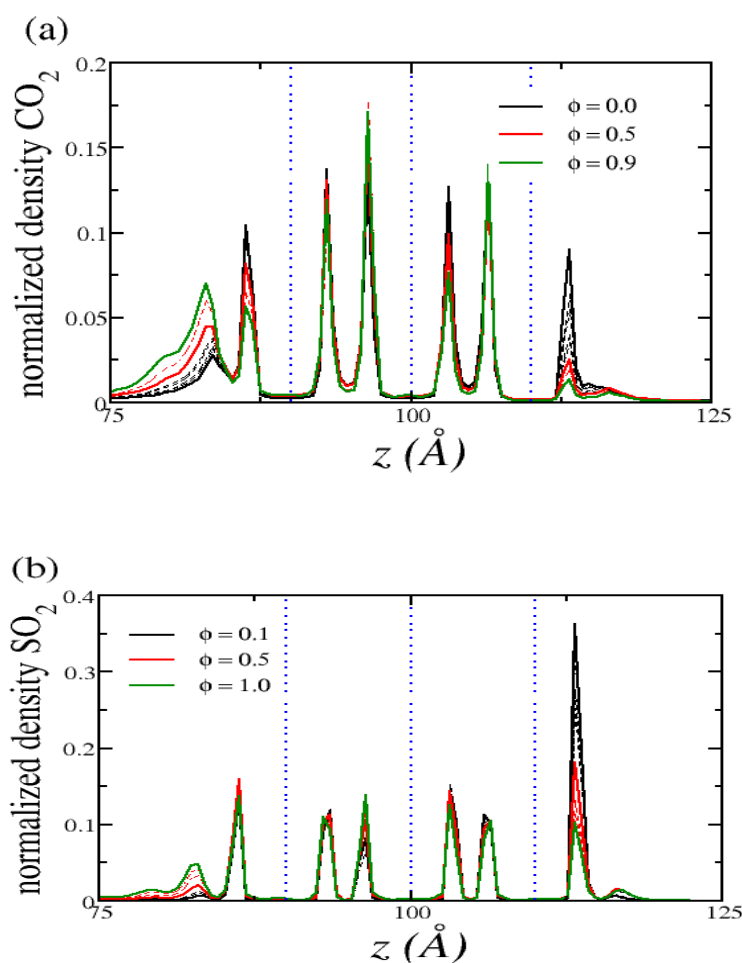 (a)
normalized density CO₂
0.2
0.15
0.1
0.05
0
ϕ = 0.0
ϕ = 0.5
ϕ = 0.9
75
100
125
z (Å)
(b)
normalized density SO₂
0.4
0.3
0.2
0.1
0
ϕ = 0.1
ϕ = 0.5
ϕ = 1.0
75
100
125
z (Å)